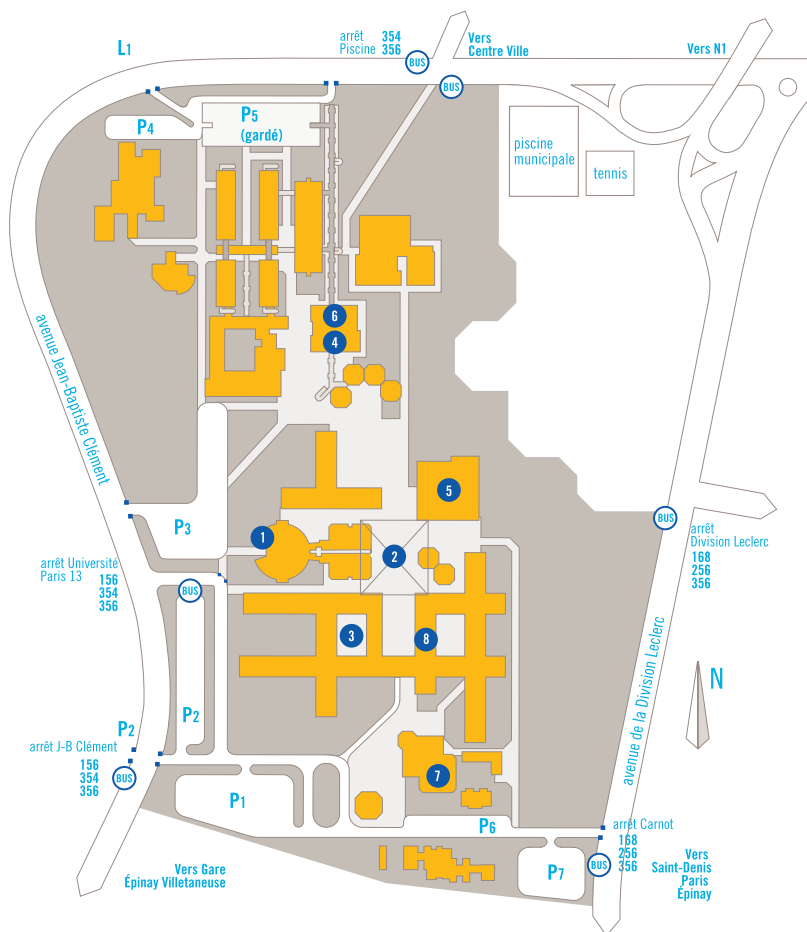 L1
arrêt 354
Piscine 356
BUS
Vers
Centre Ville
Vers N1
BUS
P4
P5
(gardé)
piscine
municipale
tennis
avenue Jean-Baptiste Clément
6
4
5
P3
1
2
BUS
arrêt
Division Leclerc
168
256
356
arrêt Université
Paris 13
156
354
356
BUS
3
8
avenue de la Division Leclerc
N
P2
P2
arrêt J-B Clément
156
354
356
BUS
7
P1
P6
arrêt Carnot
168
256
356
BUS
Vers
Saint-Denis
Paris
Épinay
P7
Vers Gare
Épinay Villetaneuse